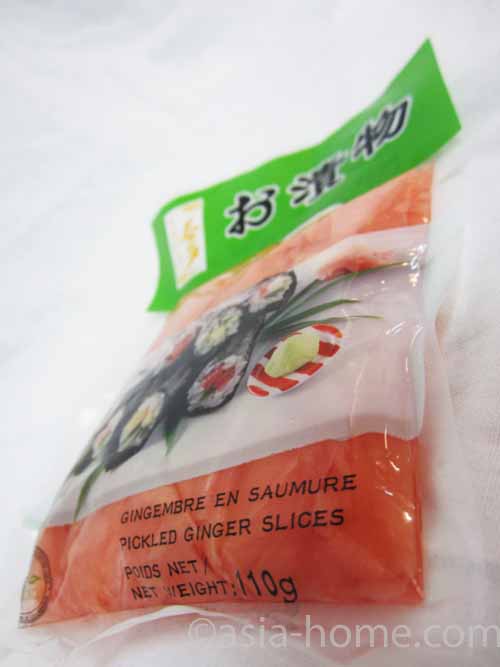 お漬物
GINGEMBRE EN SAUMURE
PICKLED GINGER SLICES
POIDS NET/
NET WEIGHT:110g
©asia-home.com